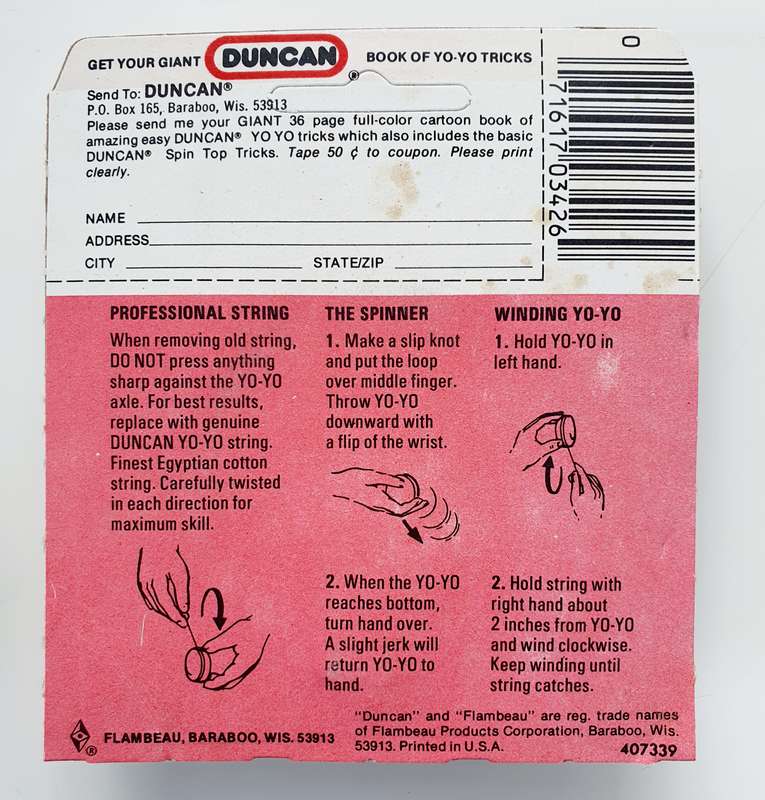 GET YOUR GIANT DUNCAN® BOOK OF YO-YO TRICKS
Send To: DUNCAN®
P.O. Box 165, Baraboo, Wis. 53913
Please send me your GIANT 36 page full-color cartoon book of
amazing easy DUNCAN® YO YO tricks which also includes the basic
DUNCAN® Spin Top Tricks. Tape 50 ¢ to coupon. Please print
clearly.
NAME
ADDRESS
CITY STATE/ZIP
0
71617 03426
PROFESSIONAL STRING
When removing old string,
DO NOT press anything
sharp against the YO-YO
axle. For best results,
replace with genuine
DUNCAN YO-YO string.
Finest Egyptian cotton
string. Carefully twisted
in each direction for
maximum skill.
THE SPINNER
1. Make a slip knot
and put the loop
over middle finger.
Throw YO-YO
downward with
a flip of the wrist.
2. When the YO-YO
reaches bottom,
turn hand over.
A slight jerk will
return YO-YO to
hand.
WINDING YO-YO
1. Hold YO-YO in
left hand.
2. Hold string with
right hand about
2 inches from YO-YO
and wind clockwise.
Keep winding until
string catches.
® FLAMBEAU, BARABOO, WIS. 53913
"Duncan" and "Flambeau" are reg. trade names
of Flambeau Products Corporation, Baraboo, Wis.
53913. Printed in U.S.A. 407339